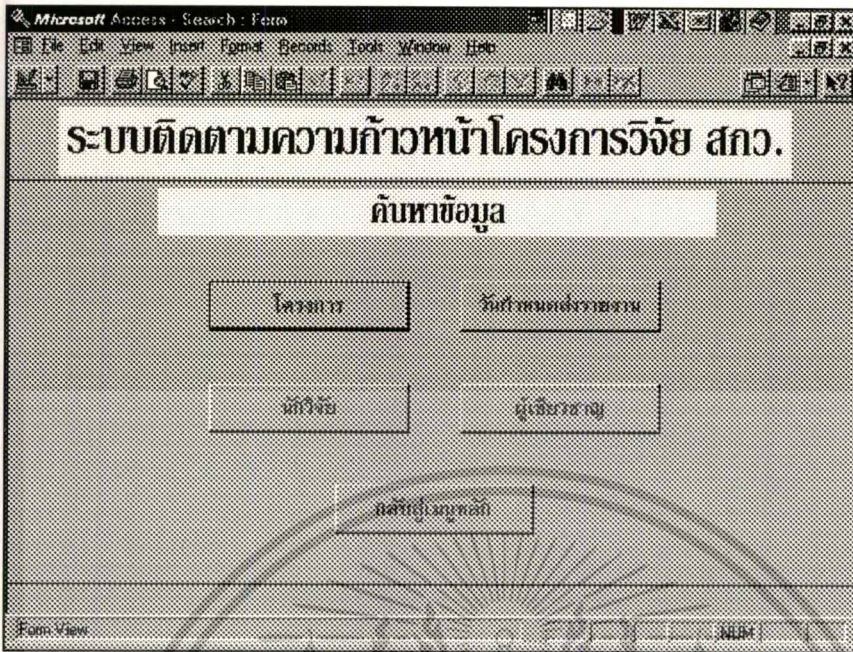 Microsoft Access - Search : Form
File Edit View Insert Format Records Tools Window Help
ระบบติดตามความก้าวหน้าโครงการวิจัย สกว.
ค้นหาข้อมูล
โครงการ วันกำหนดส่งรายงาน
นักวิจัย ผู้เชี่ยวชาญ
กลับสู่เมนูหลัก
Form View NUM